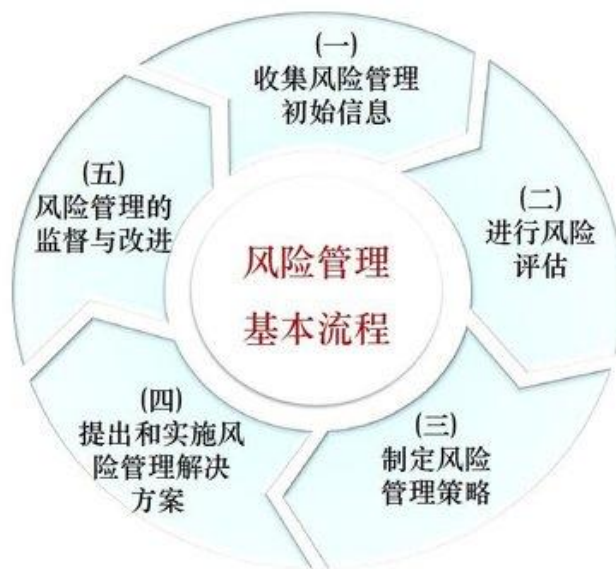 (一)
收集风险管理
初始信息
(二)
进行风险
评估
(三)
制定风险
管理策略
(四)
提出和实施风
险管理解决
方案
(五)
风险管理的
监督与改进
风险管理
基本流程